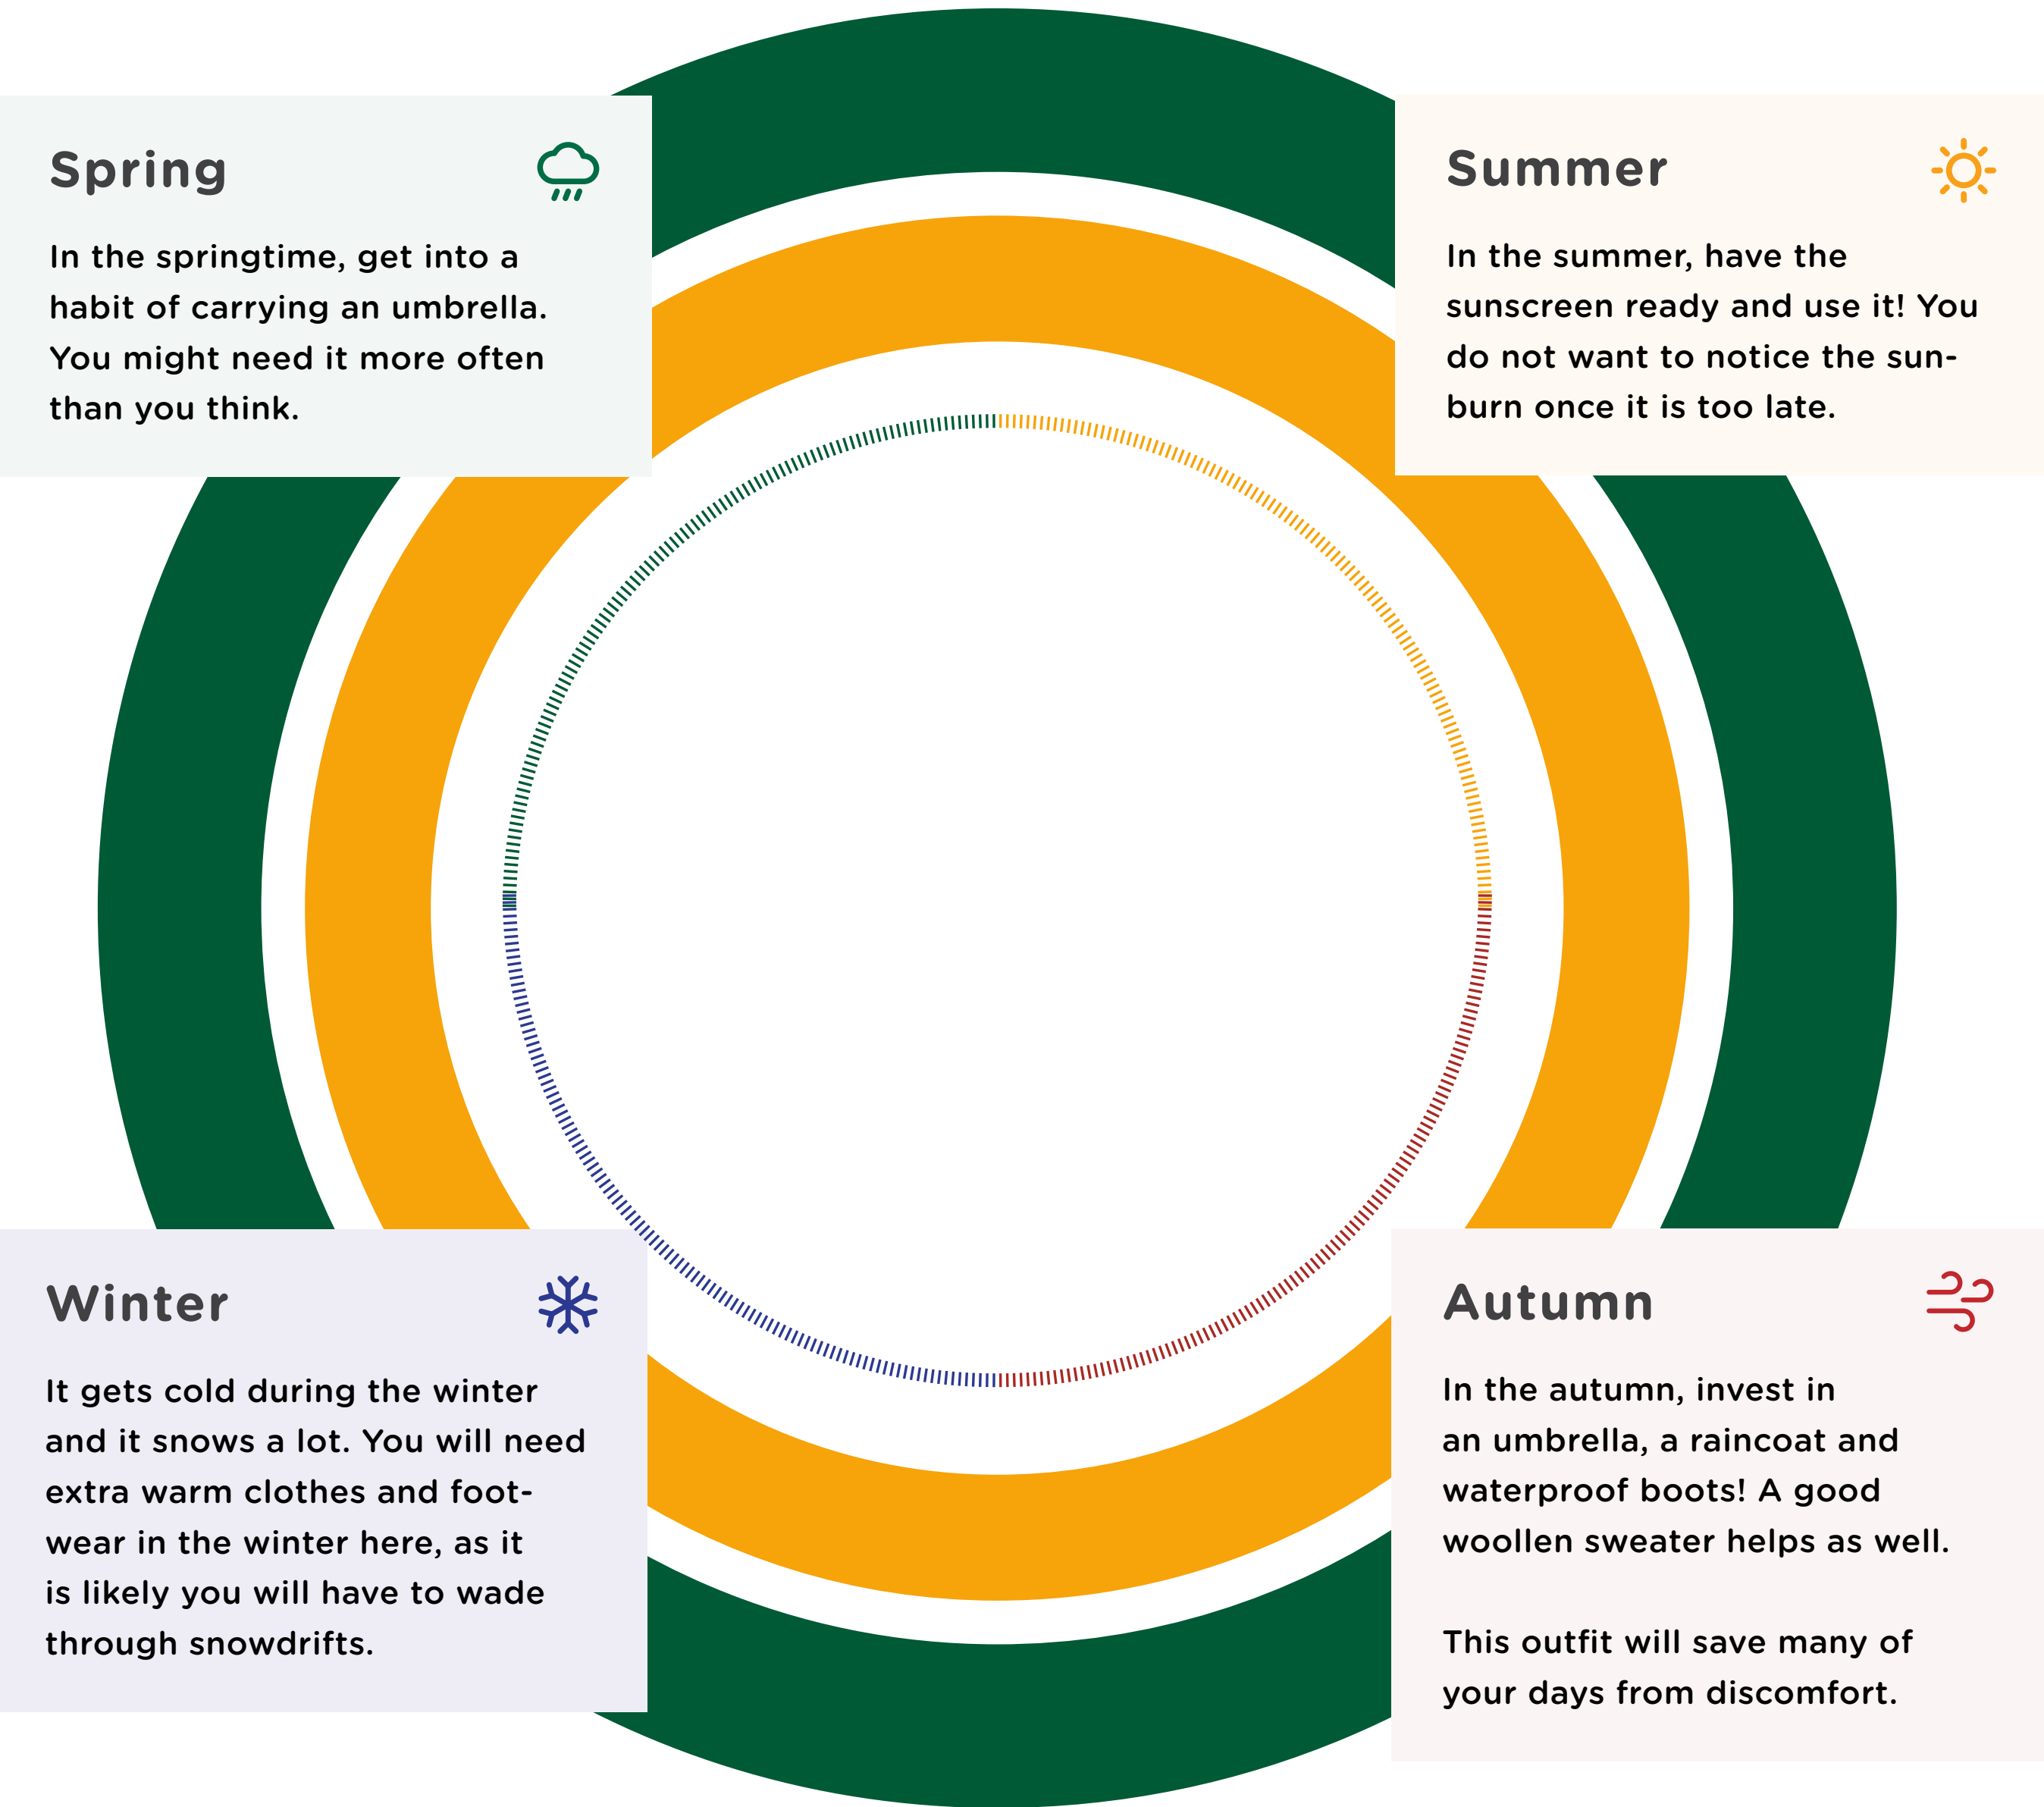 Spring
In the springtime, get into a
habit of carrying an umbrella.
You might need it more often
than you think.
Summer
In the summer, have the
sunscreen ready and use it! You
do not want to notice the sun-
burn once it is too late.
Winter
It gets cold during the winter
and it snows a lot. You will need
extra warm clothes and foot-
wear in the winter here, as it
is likely you will have to wade
through snowdrifts.
Autumn
In the autumn, invest in
an umbrella, a raincoat and
waterproof boots! A good
woollen sweater helps as well.
This outfit will save many of
your days from discomfort.